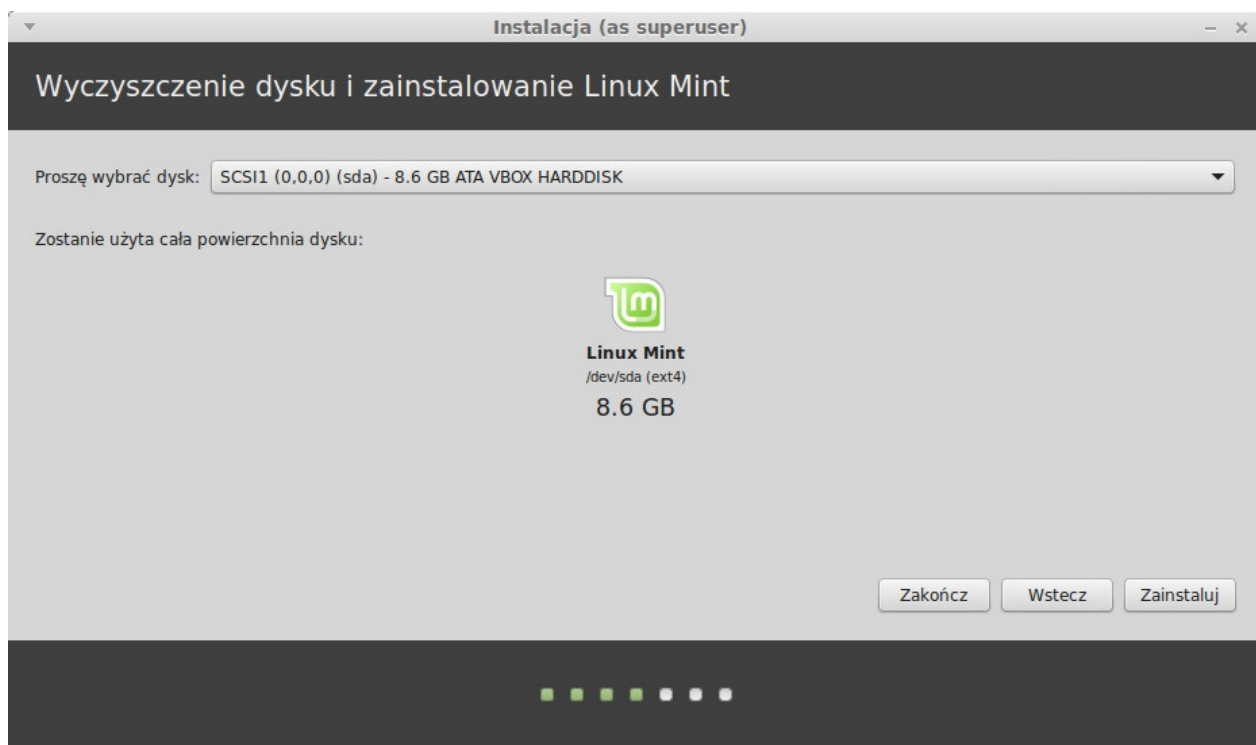 Instalacja (as superuser)
Wyczyszczenie dysku i zainstalowanie Linux Mint
Proszę wybrać dysk: SCSI1 (0,0,0) (sda) - 8.6 GB ATA VBOX HARDDISK
Zostanie użyta cała powierzchnia dysku:
lm
Linux Mint
/dev/sda (ext4)
8.6 GB
Zakończ Wstecz Zainstaluj